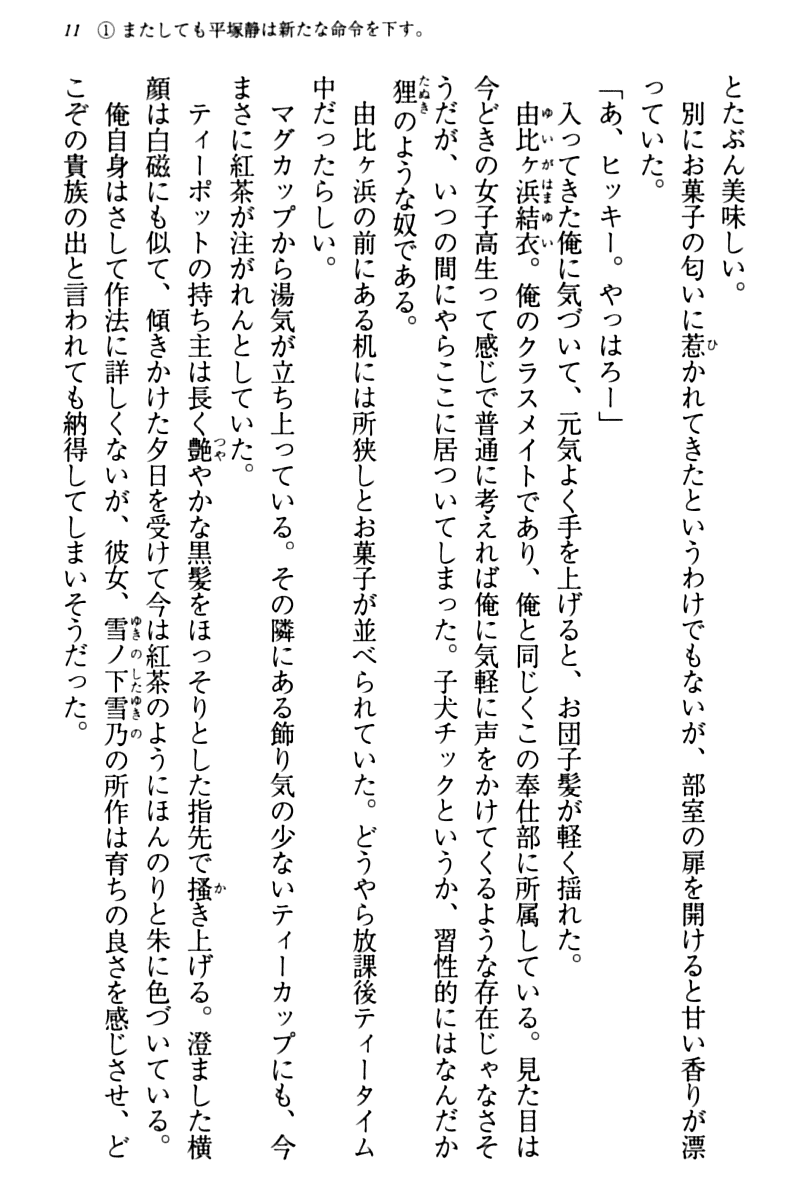 11 ① またしても平塚静は新たな命令を下す。
とたぶん美味しい。
　別にお菓子の匂いに惹かれてきたというわけでもないが、部室の扉を開けると甘い香りが漂
っていた。
「あ、ヒッキー。やっはろー」
　入ってきた俺に気づいて、元気よく手を上げると、お団子髪が軽く揺れた。
　由比ヶ浜結衣。俺のクラスメイトであり、俺と同じくこの奉仕部に所属している。見た目は
今どきの女子高生って感じで普通に考えれば俺に気軽に声をかけてくるような存在じゃなさそ
うだが、いつの間にやらここに居ついてしまった。子犬チックというか、習性的にはなんだか
狸のような奴である。
　由比ヶ浜の前にある机には所狭しとお菓子が並べられていた。どうやら放課後ティータイム
中だったらしい。
　マグカップから湯気が立ち上っている。その隣にある飾り気の少ないティーカップにも、今
まさに紅茶が注がれんとしていた。
　ティーポットの持ち主は長く艶やかな黒髪をほっそりとした指先で掻き上げる。澄ました横
顔は白磁にも似て、傾きかけた夕日を受けて今は紅茶のようにほんのりと朱に色づいている。
　俺自身はさして作法に詳しくないが、彼女、雪ノ下雪乃の所作は育ちの良さを感じさせ、ど
こぞの貴族の出と言われても納得してしまいそうだった。